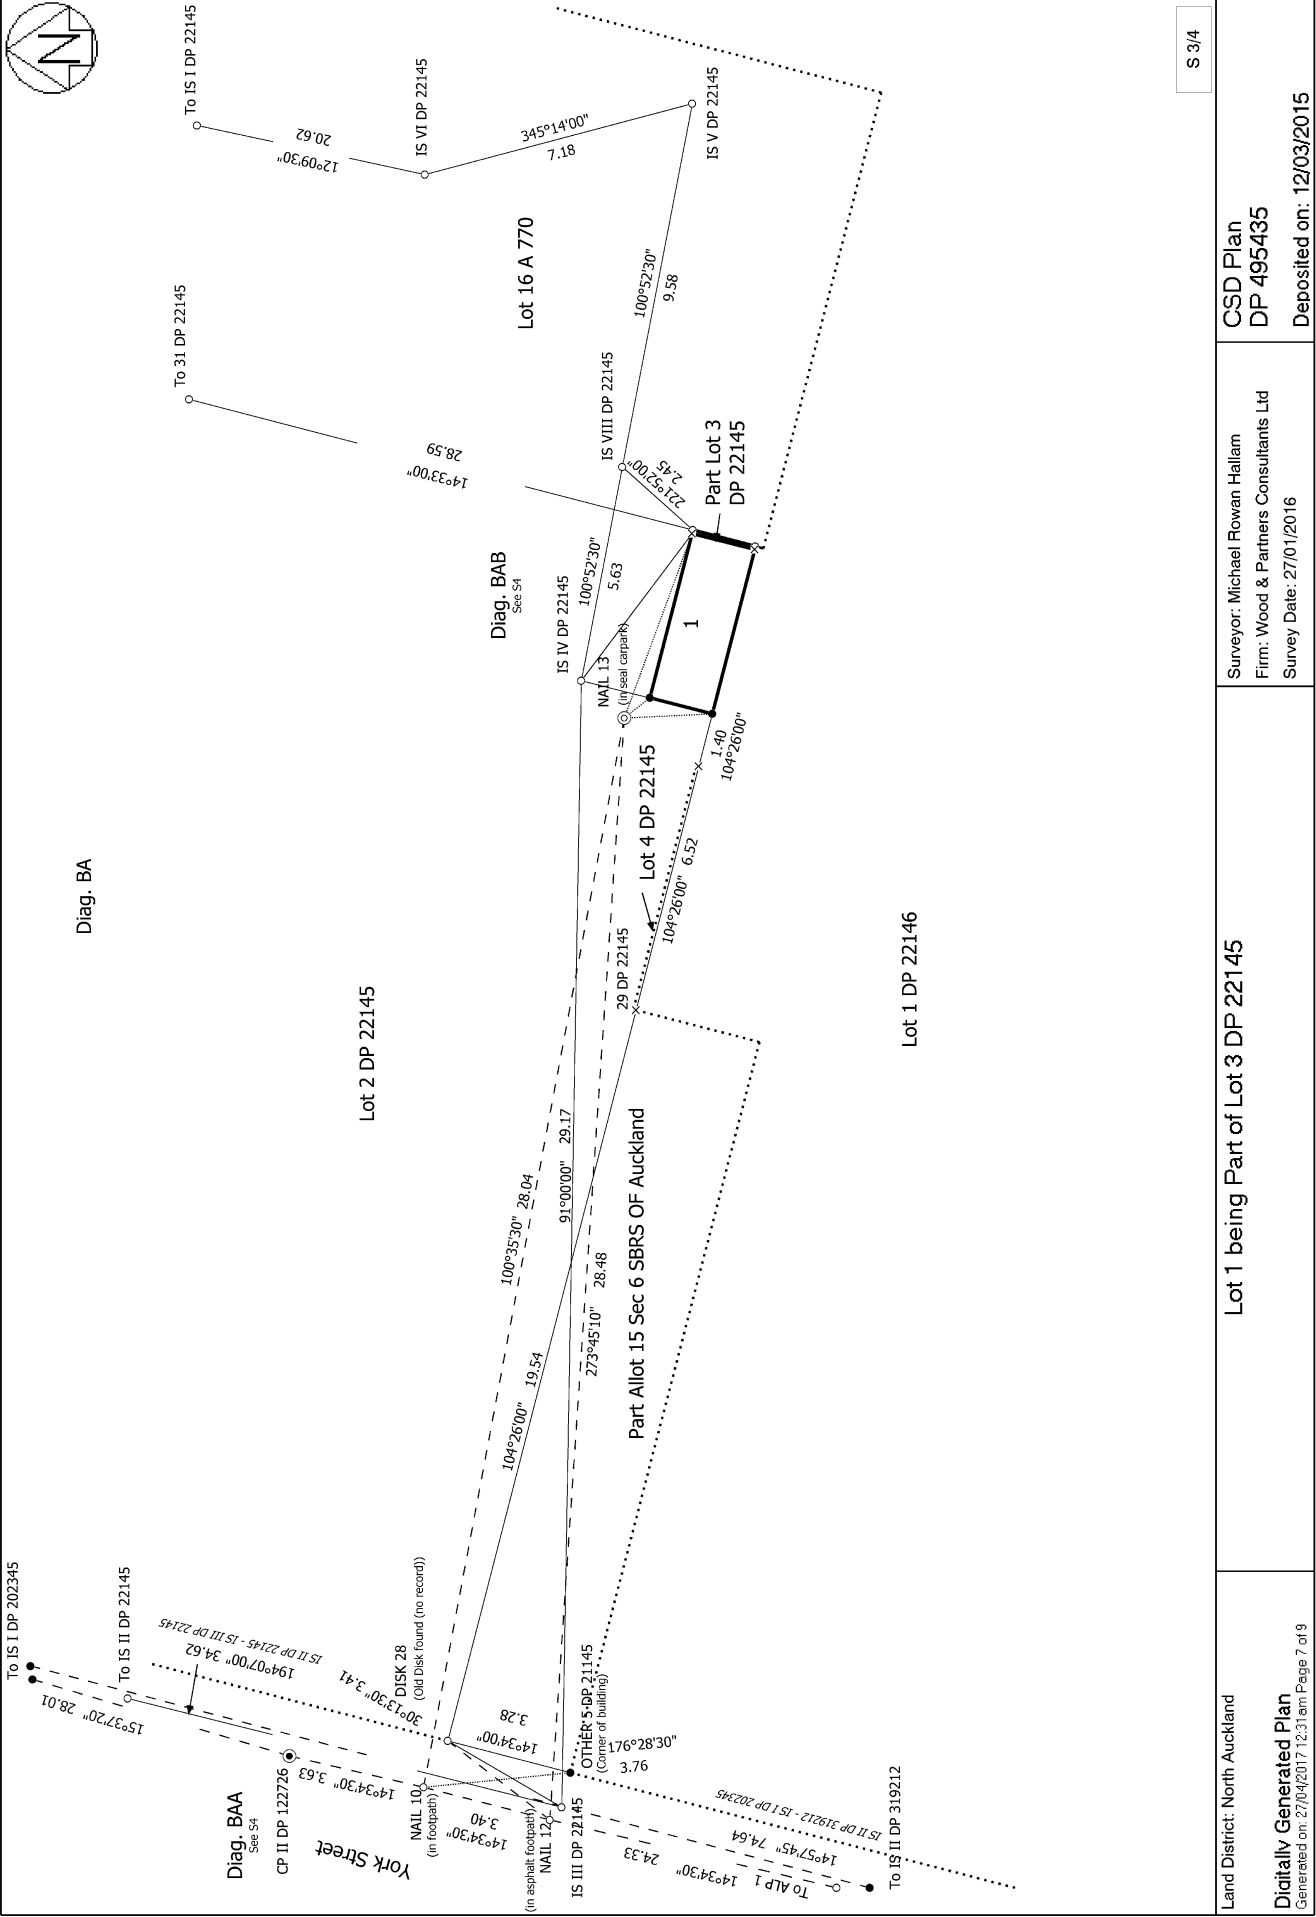 N
To IS I DP 22145
12°09'30"
20.62
IS VI DP 22145
345°14'00"
7.18
IS V DP 22145
To 31 DP 22145
14°33'00"
28.59
Lot 16 A 770
100°52'30"
9.58
IS VIII DP 22145
221°52'00"
2.45
Part Lot 3
DP 22145
Diag. BAB
See S4
IS IV DP 22145
100°52'30"
5.63
NAIL 13
(in seal carpark)
1
1.40
104°26'00"
Lot 4 DP 22145
104°26'00" 6.52
29 DP 22145
Diag. BA
Lot 2 DP 22145
Lot 1 DP 22146
91°00'00" 29.17
100°35'30" 28.04
273°45'10" 28.48
104°26'00" 19.54
Part Allot 15 Sec 6 SBRS OF Auckland
To IS I DP 202345
To IS II DP 22145
15°37'20" 28.01
194°07'00" 34.62
IS II DP 22145 - IS III DP 22145
30°13'30" 3.41
DISK 28
(Old Disk found (no record))
14°34'00"
3.28
OTHER 5 DP 21145
(Corner of building)
176°28'30"
3.76
CP II DP 122726
14°34'30" 3.63
Diag. BAA
See S4
York Street
NAIL 10
(in footpath)
14°34'30"
3.40
(in asphalt footpath)
NAIL 12
IS III DP 22145
14°34'30" 24.33
14°57'45" 74.64
IS II DP 319212 - IS I DP 202345
To ALP 1
To IS II DP 319212
S 3/4
Land District: North Auckland
Digitally Generated Plan
Generated on: 27/04/2017 12:31am Page 7 of 9
Lot 1 being Part of Lot 3 DP 22145
Surveyor: Michael Rowan Hallam
Firm: Wood & Partners Consultants Ltd
Survey Date: 27/01/2016
CSD Plan
DP 495435
Deposited on: 12/03/2015